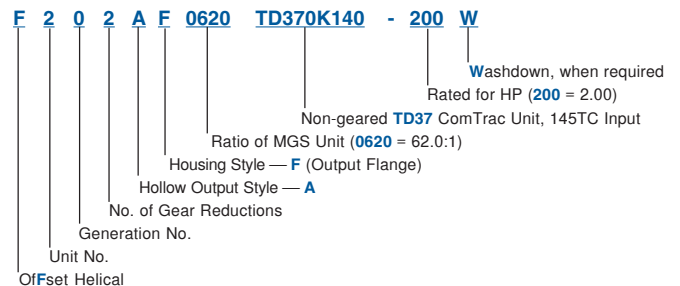 F 2 0 2 A F 0620 TD370K140 - 200 W
Washdown, when required
Rated for HP (200 = 2.00)
Non-geared TD37 ComTrac Unit, 145TC Input
Ratio of MGS Unit (0620 = 62.0:1)
Housing Style — F (Output Flange)
Hollow Output Style — A
No. of Gear Reductions
Generation No.
Unit No.
OfFset Helical